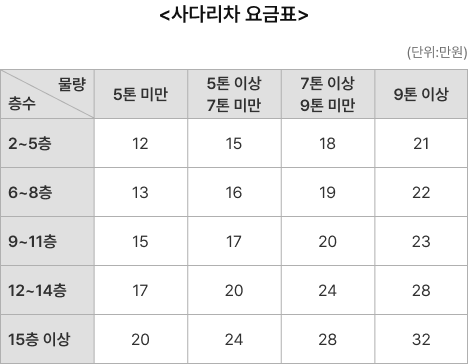 <사다리차 요금표>
(단위:만원)
물량
층수
5톤 미만
5톤 이상
7톤 미만
7톤 이상
9톤 미만
9톤 이상
2~5층 12 15 18 21
6~8층 13 16 19 22
9~11층 15 17 20 23
12~14층 17 20 24 28
15층 이상 20 24 28 32